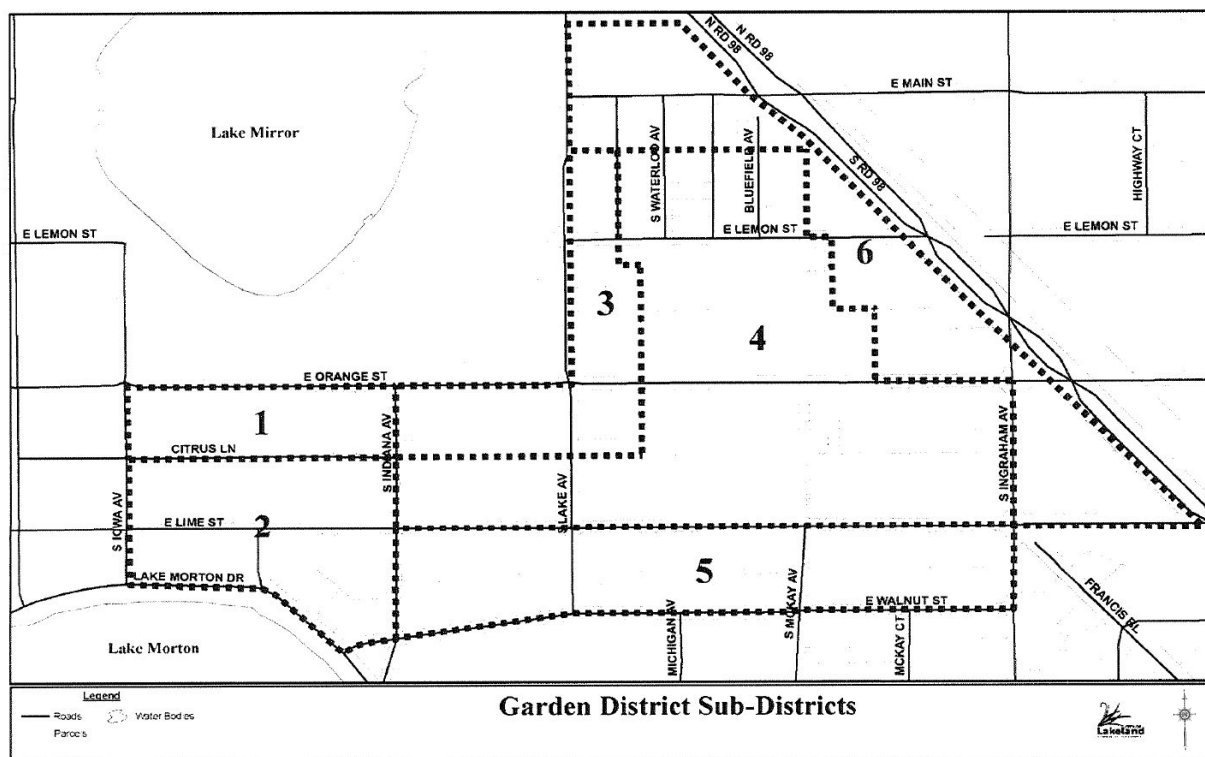 N RD 98
N RD 98
E MAIN ST
Lake Mirror
S WATERLOO AV
BLUEFIELD AV
S RD 98
HIGHWAY CT
E LEMON ST
E LEMON ST
E LEMON ST
6
3
4
E ORANGE ST
1
S INDIANA AV
CITRUS LN
S INGRAHAM AV
S IOWA AV
E LIME ST
2
S LAKE AV
LAKE MORTON DR
5
S MCKAY AV
E WALNUT ST
FRANCIS BL
Lake Morton
MICHIGAN AV
MCKAY CT
Legend
Roads
Water Bodies
Parcels
Garden District Sub-Districts
Lakeland